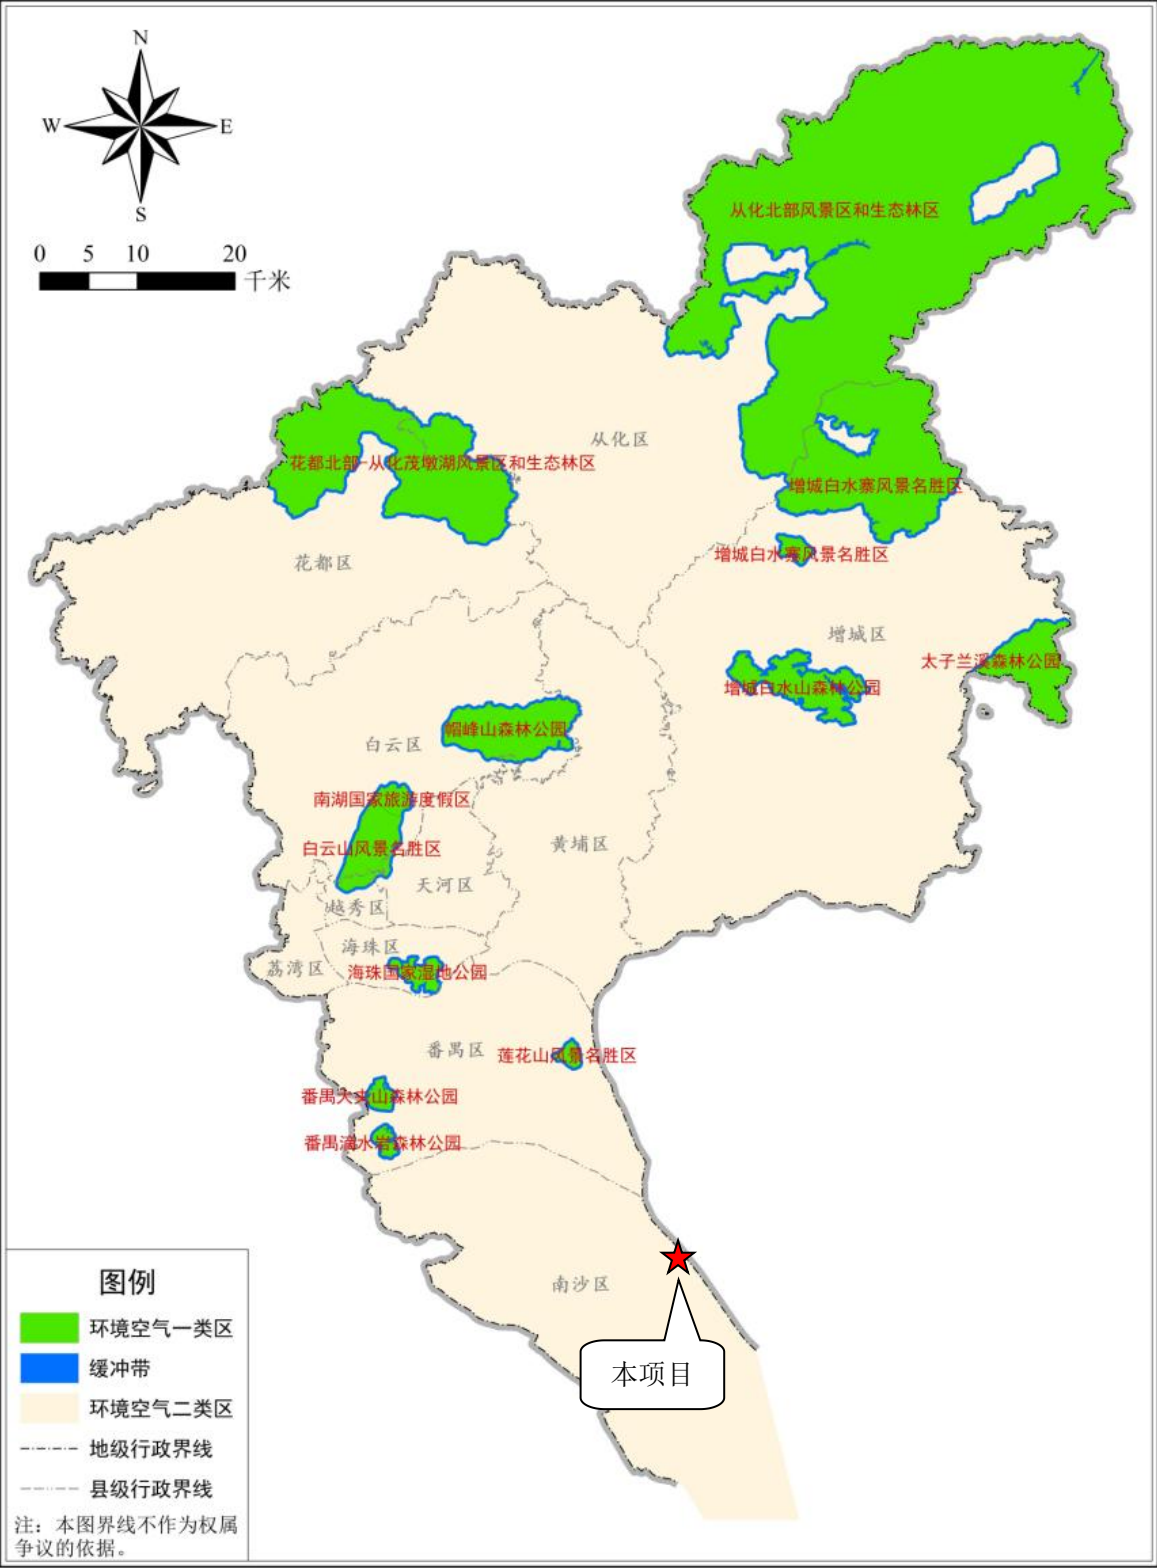 N
W
E
S
0 5 10 20
千米
从化北部风景区和生态林区
从化区
花都北部-从化茂墩湖风景区和生态林区
增城白水寨风景名胜区
增城白水寨风景名胜区
花都区
增城区
太子兰溪森林公园
增城白水山森林公园
帽峰山森林公园
白云区
南湖国家旅游度假区
黄埔区
白云山风景名胜区
天河区
越秀区
海珠区
荔湾区
海珠国家湿地公园
番禺区
莲花山风景名胜区
番禺大夫山森林公园
番禺滴水岩森林公园
南沙区
本项目
图例
环境空气一类区
缓冲带
环境空气二类区
地级行政界线
县级行政界线
注：本图界线不作为权属
争议的依据。